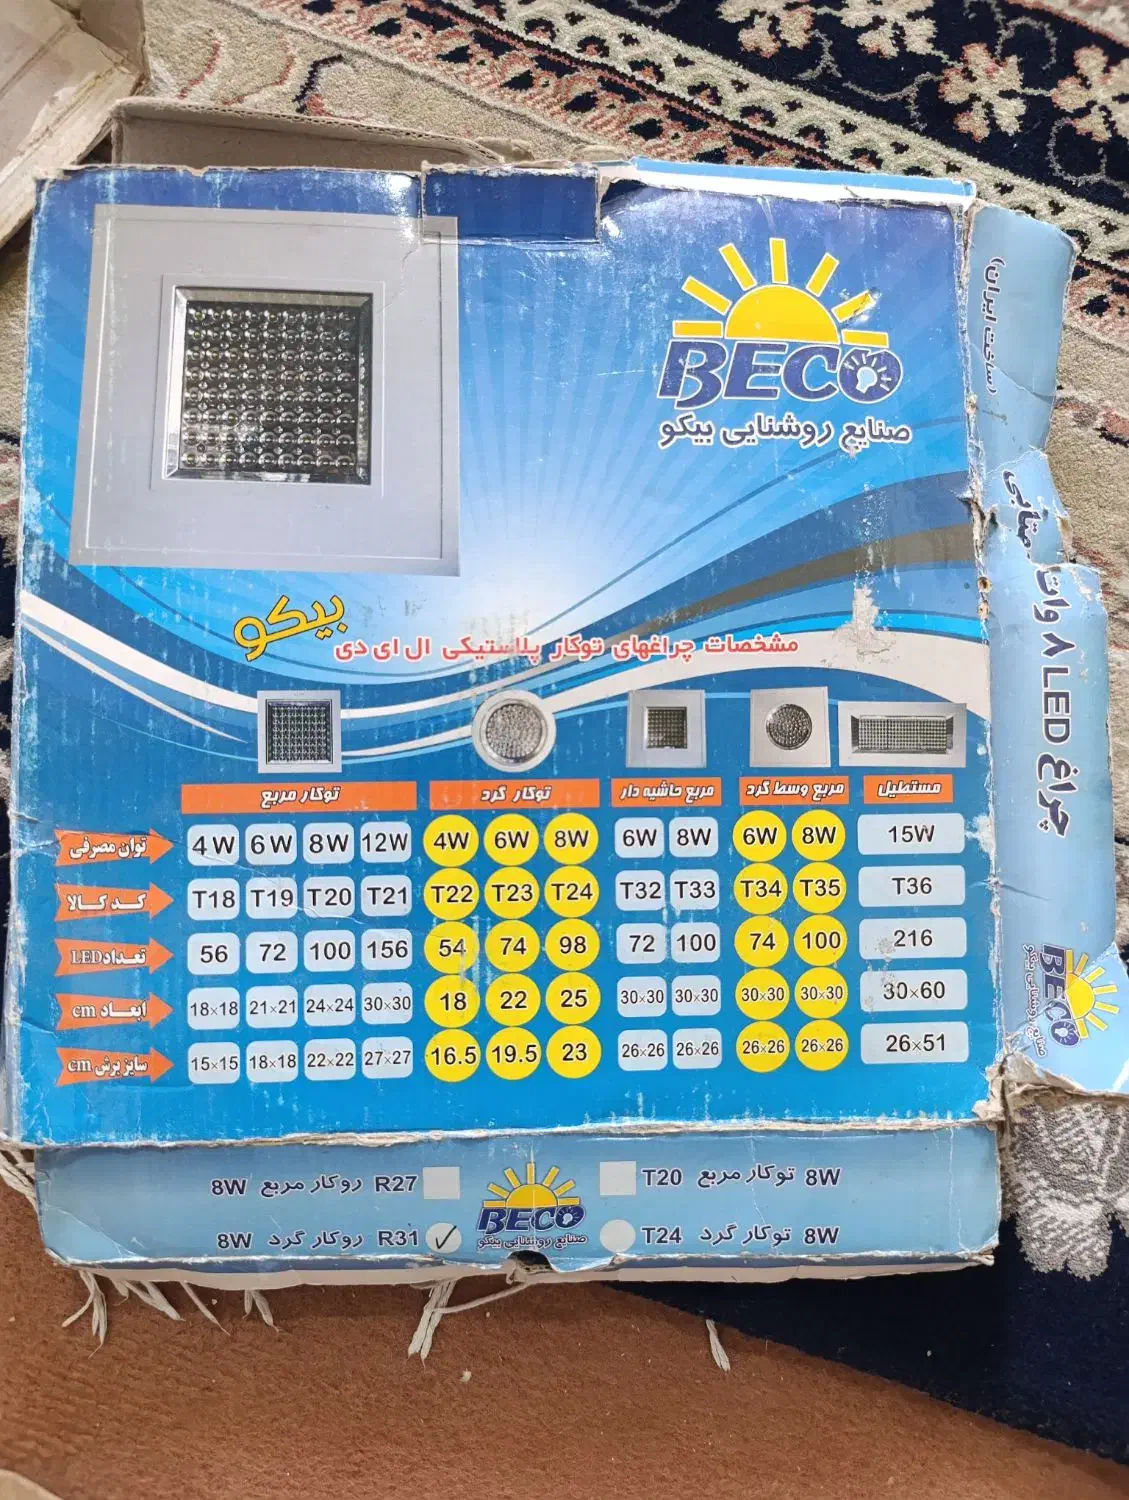 BECO
صنایع روشنایی بیکو
بیکو
مشخصات چراغهای توکار پلاستیکی ال ای دی
توکار مربع توکار گرد مربع حاشیه دار مربع وسط گرد مستطیل
توان مصرفی 4W 6W 8W 12W 4W 6W 8W 6W 8W 6W 8W 15W
کد کالا T18 T19 T20 T21 T22 T23 T24 T32 T33 T34 T35 T36
تعداد LED 56 72 100 156 54 74 98 72 100 74 100 216
ابعاد cm 18×18 21×21 24×24 30×30 18 22 25 30×30 30×30 30×30 30×30 30×60
سایز برش cm 15×15 18×18 22×22 27×27 16.5 19.5 23 26×26 26×26 26×26 26×26 26×51
8W روکار مربع R27
8W روکار گرد R31 ✓
BECO
صنایع روشنایی بیکو
T20 توکار مربع 8W
T24 توکار گرد 8W
(ساخت ایران)
چراغ LED ۸ وات مهتابی
BECO
صنایع روشنایی بیکو